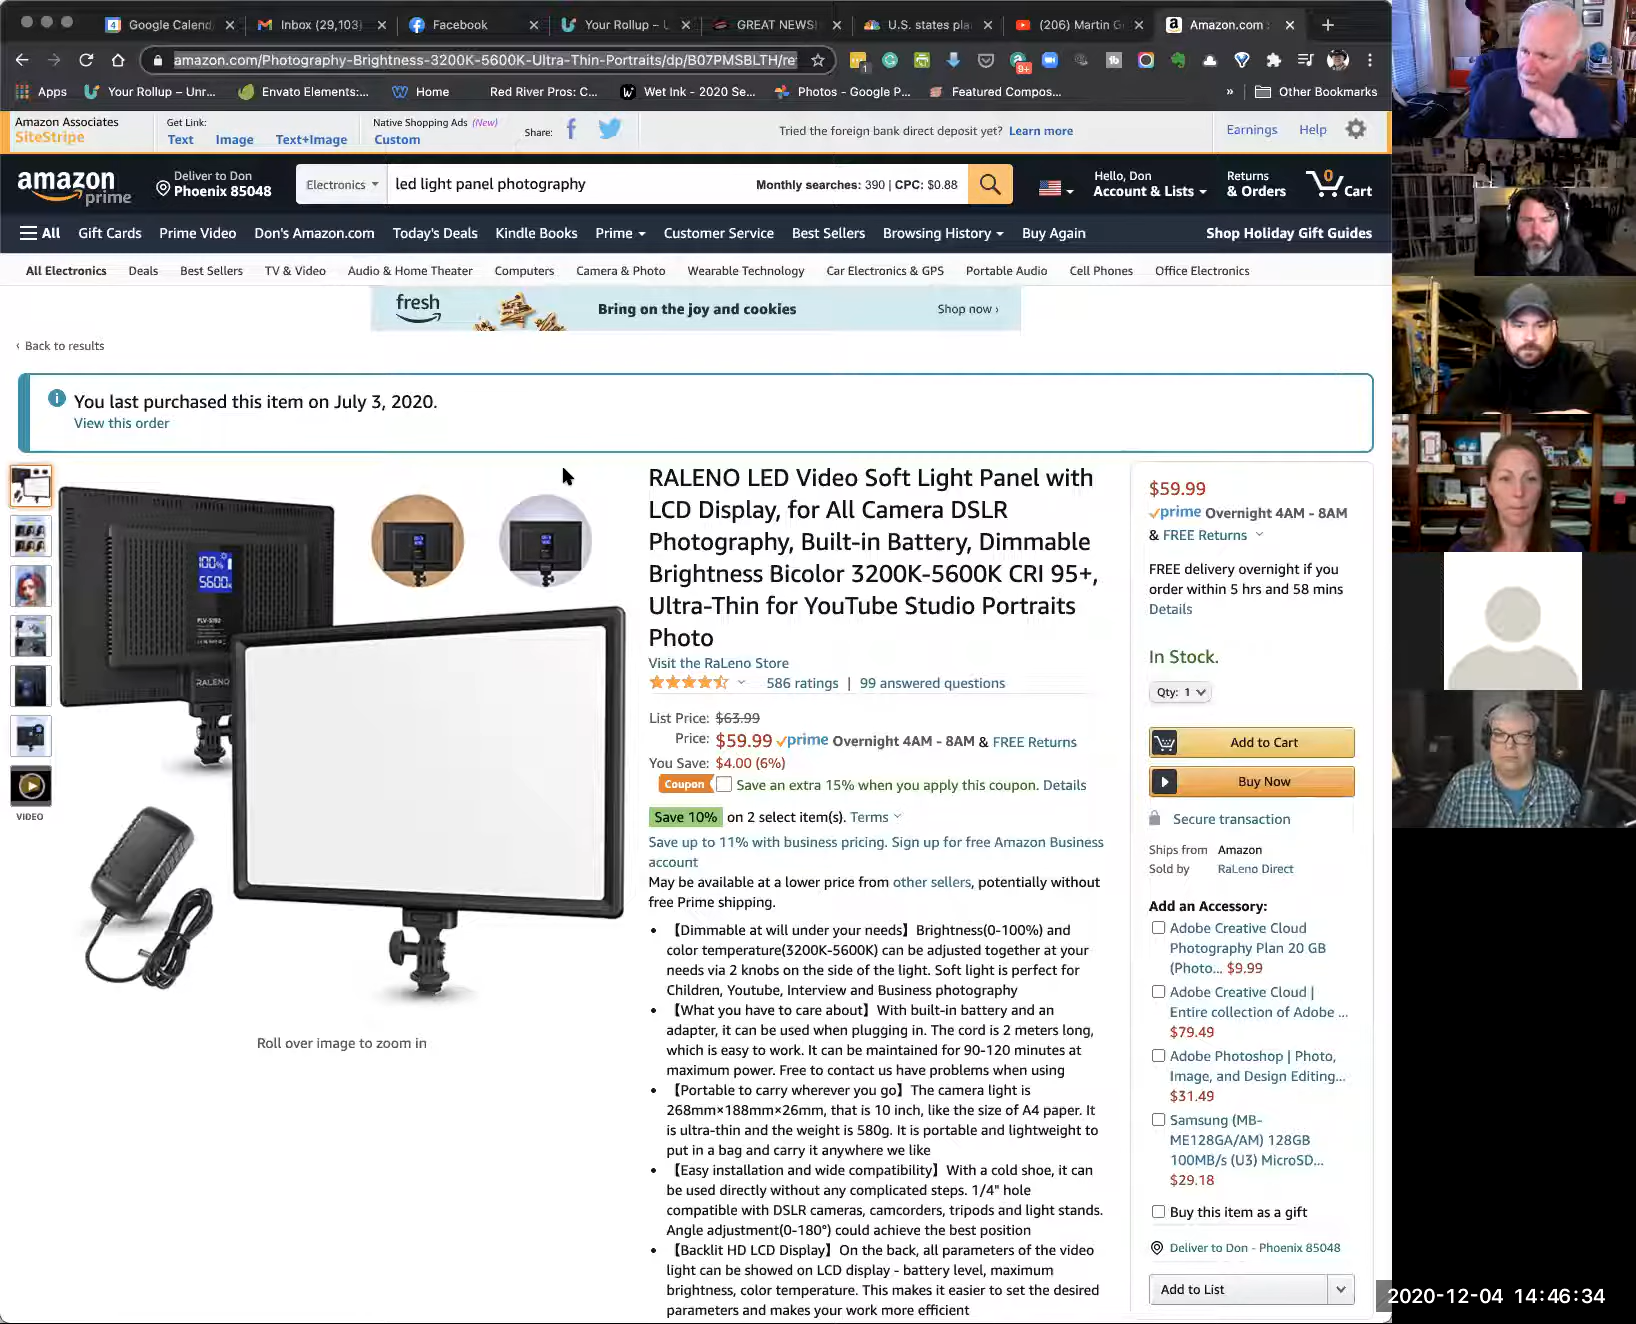 Google Calend
Inbox (29,103)
Facebook
Your Rollup – U
GREAT NEWS!
U.S. states pla
(206) Martin G
Amazon.com :
amazon.com/Photography-Brightness-3200K-5600K-Ultra-Thin-Portraits/dp/B07PMSBLTH/re
Apps
Your Rollup – Unr...
Envato Elements:...
Home
Red River Pros: C...
Wet Ink - 2020 Se...
Photos - Google P...
Featured Compos...
»
Other Bookmarks
Amazon Associates
SiteStripe
Get Link:
Text Image Text+Image
Native Shopping Ads (New)
Custom
Share:
Tried the foreign bank direct deposit yet? Learn more
Earnings Help
amazon prime
Deliver to Don
Phoenix 85048
Electronics
led light panel photography
Monthly searches: 390 | CPC: $0.88
Hello, Don
Account & Lists
Returns
& Orders
0
Cart
All Gift Cards Prime Video Don's Amazon.com Today's Deals Kindle Books Prime Customer Service Best Sellers Browsing History Buy Again Shop Holiday Gift Guides
All Electronics Deals Best Sellers TV & Video Audio & Home Theater Computers Camera & Photo Wearable Technology Car Electronics & GPS Portable Audio Cell Phones Office Electronics
fresh
Bring on the joy and cookies
Shop now ›
‹ Back to results
You last purchased this item on July 3, 2020.
View this order
100%
5600K
RALENO
VIDEO
Roll over image to zoom in
RALENO LED Video Soft Light Panel with
LCD Display, for All Camera DSLR
Photography, Built-in Battery, Dimmable
Brightness Bicolor 3200K-5600K CRI 95+,
Ultra-Thin for YouTube Studio Portraits
Photo
Visit the RaLeno Store
586 ratings | 99 answered questions
List Price: $63.99
Price: $59.99 prime Overnight 4AM - 8AM & FREE Returns
You Save: $4.00 (6%)
Coupon Save an extra 15% when you apply this coupon. Details
Save 10% on 2 select item(s). Terms
Save up to 11% with business pricing. Sign up for free Amazon Business
account
May be available at a lower price from other sellers, potentially without
free Prime shipping.
• 【Dimmable at will under your needs】Brightness(0-100%) and
color temperature(3200K-5600K) can be adjusted together at your
needs via 2 knobs on the side of the light. Soft light is perfect for
Children, Youtube, Interview and Business photography
• 【What you have to care about】With built-in battery and an
adapter, it can be used when plugging in. The cord is 2 meters long,
which is easy to work. It can be maintained for 90-120 minutes at
maximum power. Free to contact us have problems when using
• 【Portable to carry wherever you go】The camera light is
268mm×188mm×26mm, that is 10 inch, like the size of A4 paper. It
is ultra-thin and the weight is 580g. It is portable and lightweight to
put in a bag and carry it anywhere we like
• 【Easy installation and wide compatibility】With a cold shoe, it can
be used directly without any complicated steps. 1/4" hole
compatible with DSLR cameras, camcorders, tripods and light stands.
Angle adjustment(0-180°) could achieve the best position
• 【Backlit HD LCD Display】On the back, all parameters of the video
light can be showed on LCD display - battery level, maximum
brightness, color temperature. This makes it easier to set the desired
parameters and makes your work more efficient
$59.99
prime Overnight 4AM - 8AM
& FREE Returns
FREE delivery overnight if you
order within 5 hrs and 58 mins
Details
In Stock.
Qty: 1
Add to Cart
Buy Now
Secure transaction
Ships from Amazon
Sold by RaLeno Direct
Add an Accessory:
Adobe Creative Cloud
Photography Plan 20 GB
(Photo... $9.99
Adobe Creative Cloud |
Entire collection of Adobe ...
$79.49
Adobe Photoshop | Photo,
Image, and Design Editing...
$31.49
Samsung (MB-
ME128GA/AM) 128GB
100MB/s (U3) MicroSD...
$29.18
Buy this item as a gift
Deliver to Don - Phoenix 85048
Add to List
2020-12-04 14:46:34